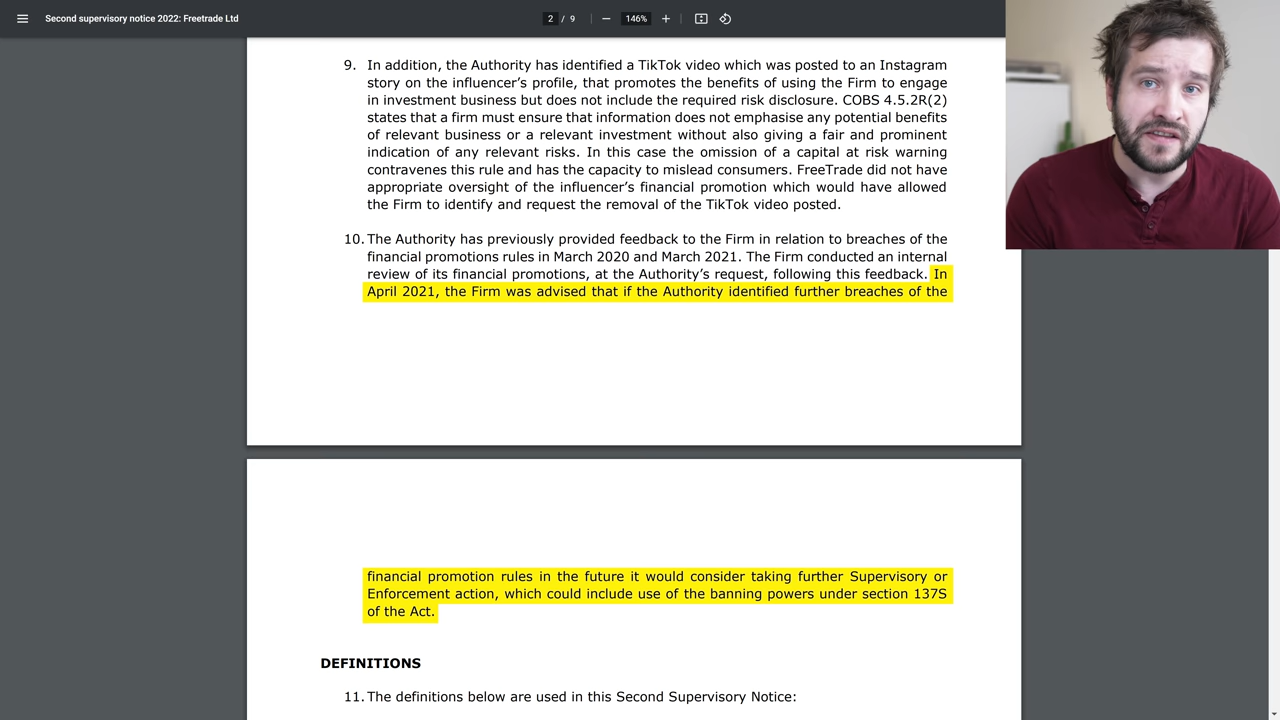 Second supervisory notice 2022: Freetrade Ltd
2 / 9
146%
9. In addition, the Authority has identified a TikTok video which was posted to an Instagram
story on the influencer's profile, that promotes the benefits of using the Firm to engage
in investment business but does not include the required risk disclosure. COBS 4.5.2R(2)
states that a firm must ensure that information does not emphasise any potential benefits
of relevant business or a relevant investment without also giving a fair and prominent
indication of any relevant risks. In this case the omission of a capital at risk warning
contravenes this rule and has the capacity to mislead consumers. FreeTrade did not have
appropriate oversight of the influencer's financial promotion which would have allowed
the Firm to identify and request the removal of the TikTok video posted.
10. The Authority has previously provided feedback to the Firm in relation to breaches of the
financial promotions rules in March 2020 and March 2021. The Firm conducted an internal
review of its financial promotions, at the Authority's request, following this feedback. In
April 2021, the Firm was advised that if the Authority identified further breaches of the
financial promotion rules in the future it would consider taking further Supervisory or
Enforcement action, which could include use of the banning powers under section 137S
of the Act.
DEFINITIONS
11. The definitions below are used in this Second Supervisory Notice: